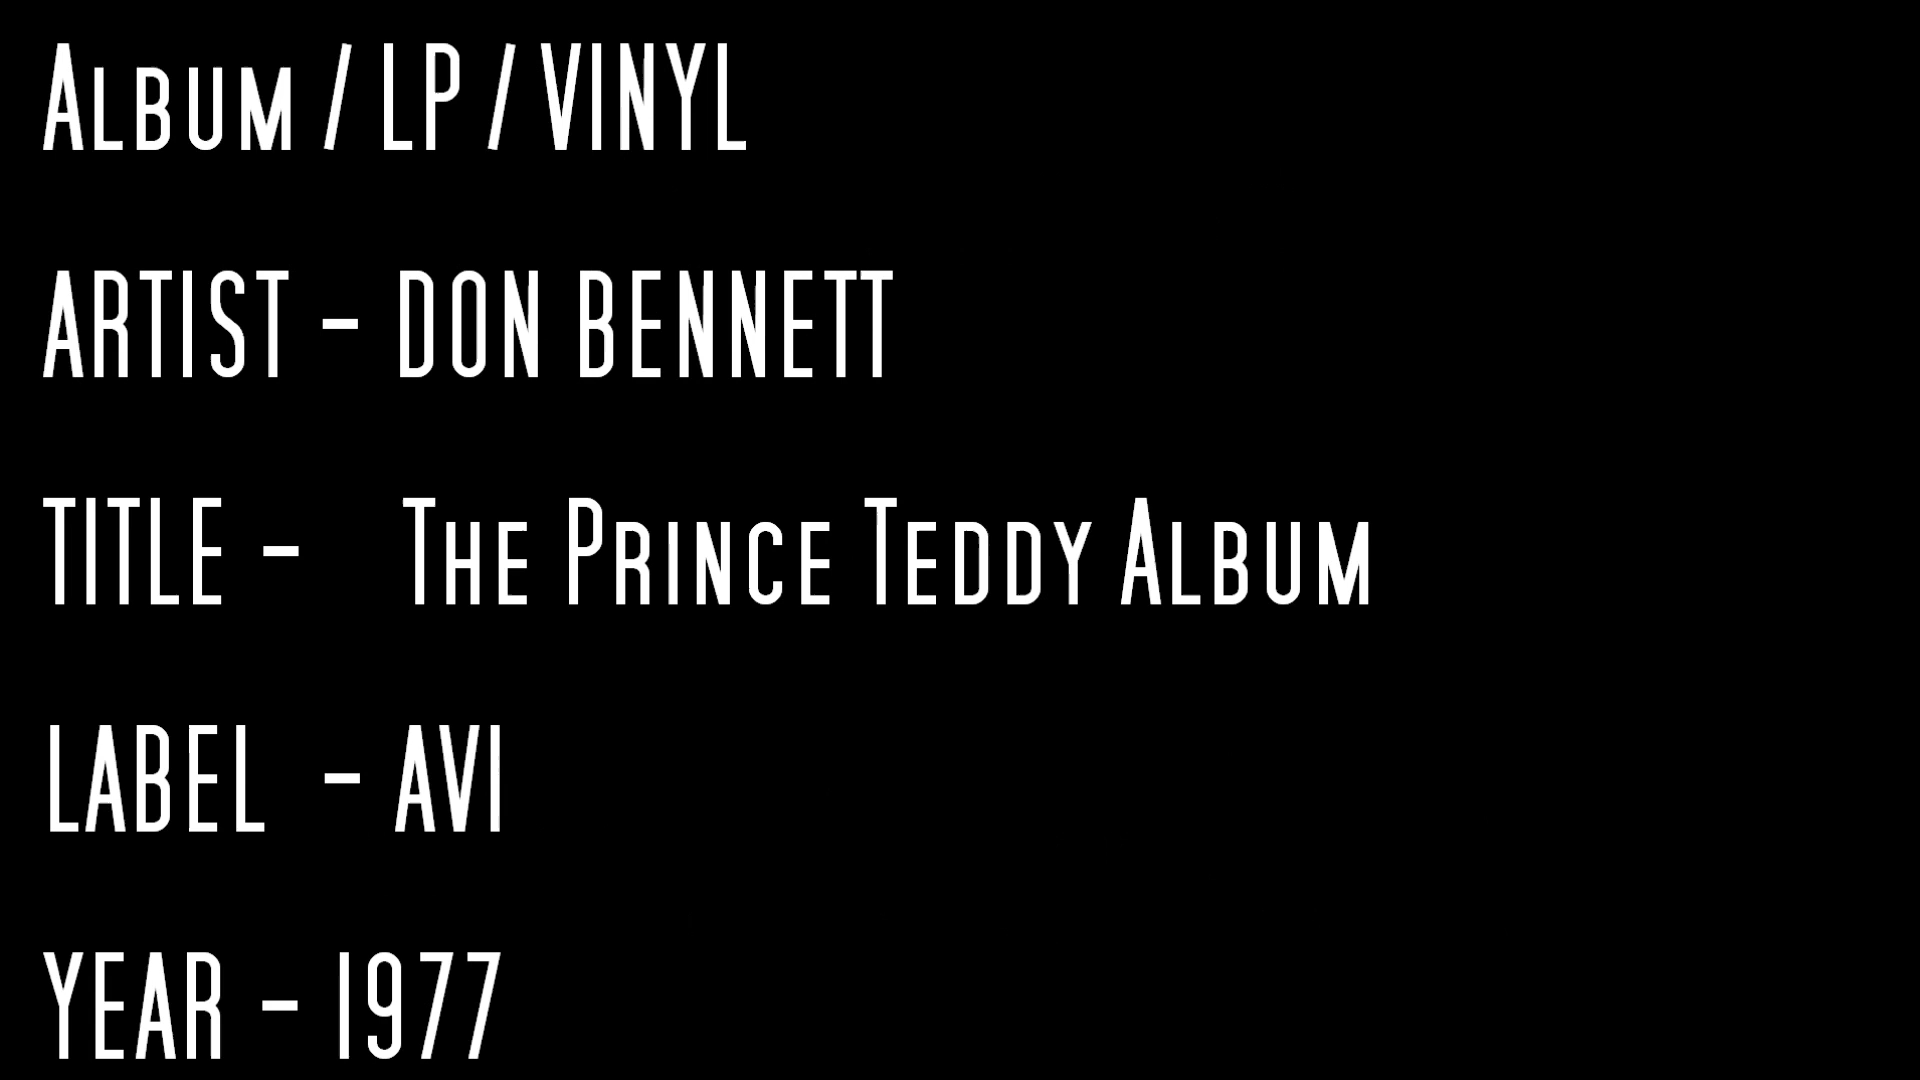 Album / LP / VINYL
ARTIST - DON BENNETT
TITLE - The Prince Teddy Album
LABEL - AVI
YEAR - 1977